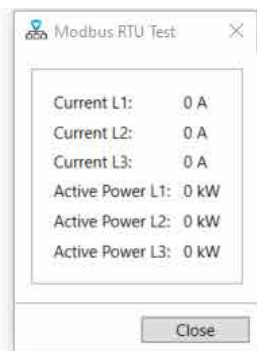 Modbus RTU Test
Current L1: 0 A
Current L2: 0 A
Current L3: 0 A
Active Power L1: 0 kW
Active Power L2: 0 kW
Active Power L3: 0 kW
Close